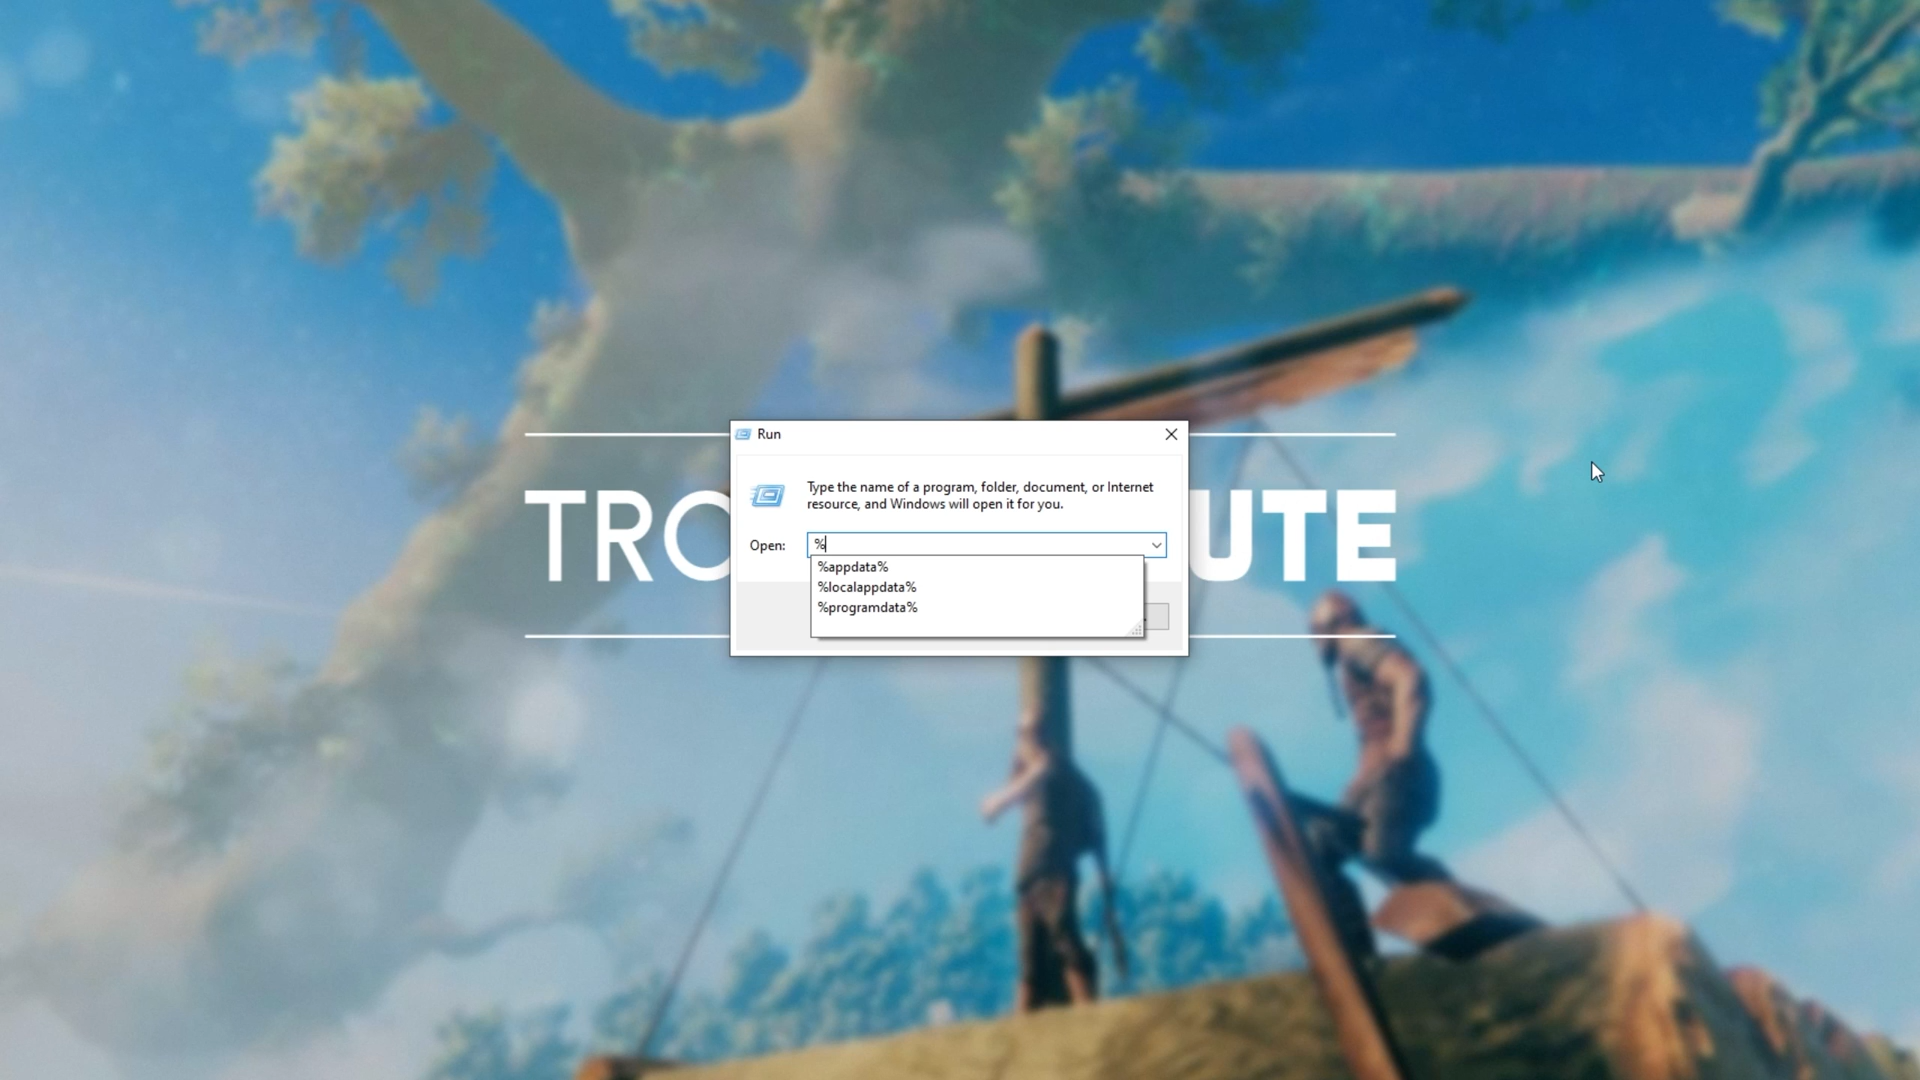 Run
Type the name of a program, folder, document, or Internet
resource, and Windows will open it for you.
TRO
UTE
Open:
%
%appdata%
%localappdata%
%programdata%